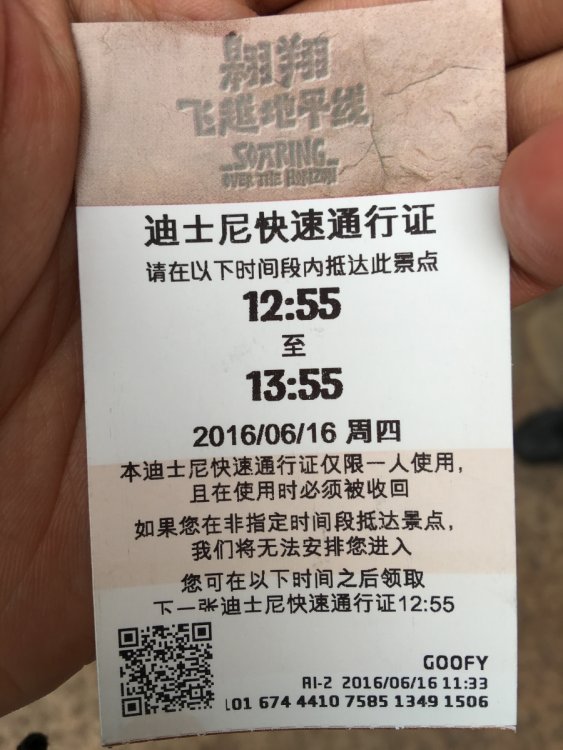 翱翔
飞越地平线
SOARING
OVER THE HORIZON
迪士尼快速通行证
请在以下时间段内抵达此景点
12:55
至
13:55
2016/06/16 周四
本迪士尼快速通行证仅限一人使用，
且在使用时必须被收回
如果您在非指定时间段抵达景点，
我们将无法安排您进入
您可在以下时间之后领取
下一张迪士尼快速通行证12:55
GOOFY
AI-2 2016/06/16 11:33
101 674 4410 7585 1349 1506